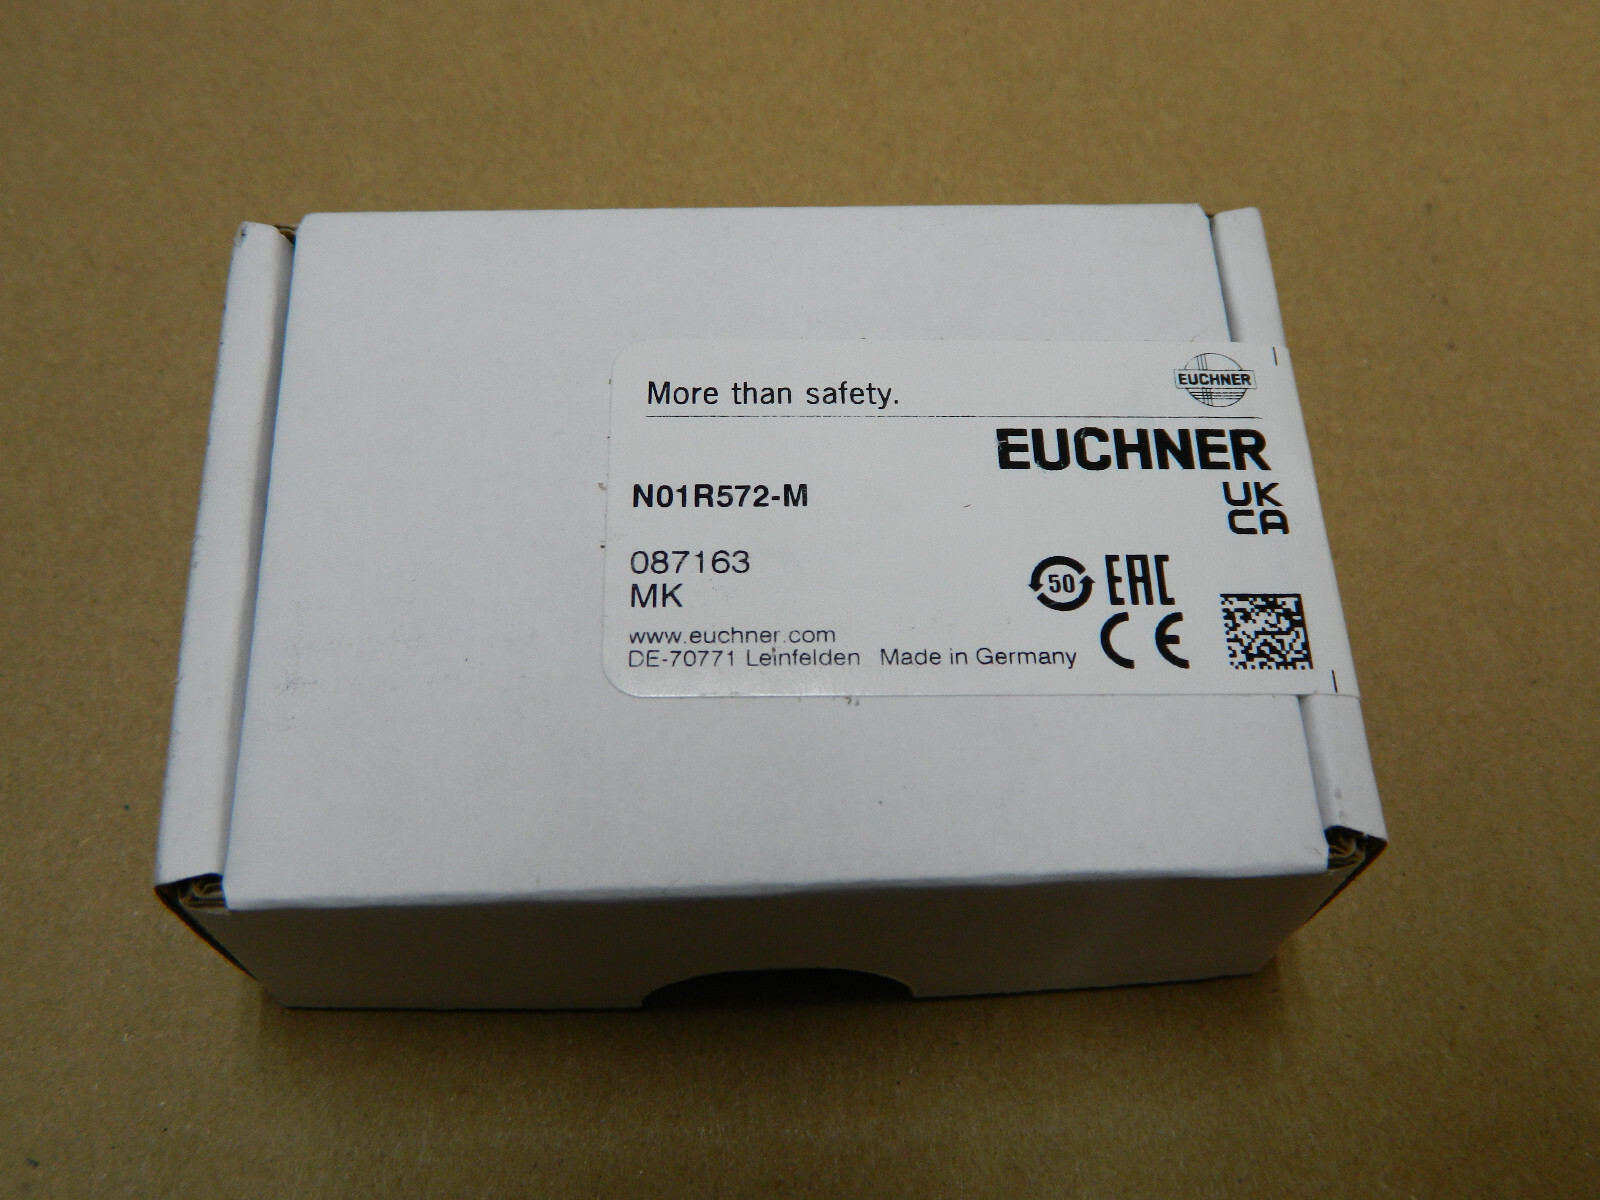 More than safety.
EUCHNER
EUCHNER
N01R572-M
UK
CA
087163
MK
50
EAC
CE
www.euchner.com
DE-70771 Leinfelden Made in Germany